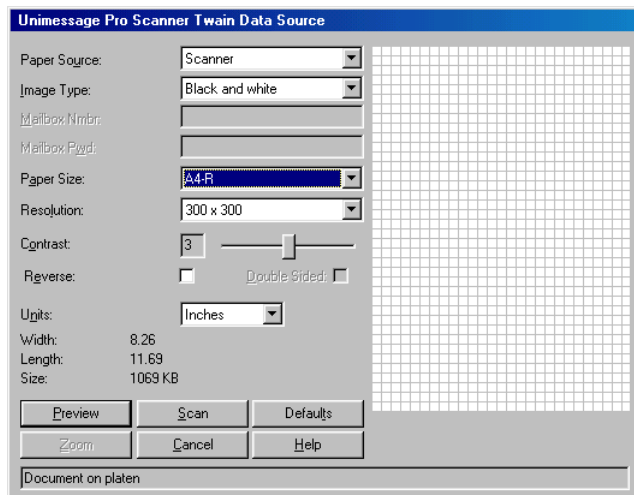 Unimessage Pro Scanner Twain Data Source
Paper Source: Scanner
Image Type: Black and white
Mailbox Nmbr:
Mailbox Pwd:
Paper Size: A4-R
Resolution: 300 x 300
Contrast: 3
Reverse: Double Sided:
Units: Inches
Width: 8.26
Length: 11.69
Size: 1069 KB
Preview Scan Defaults
Zoom Cancel Help
Document on platen